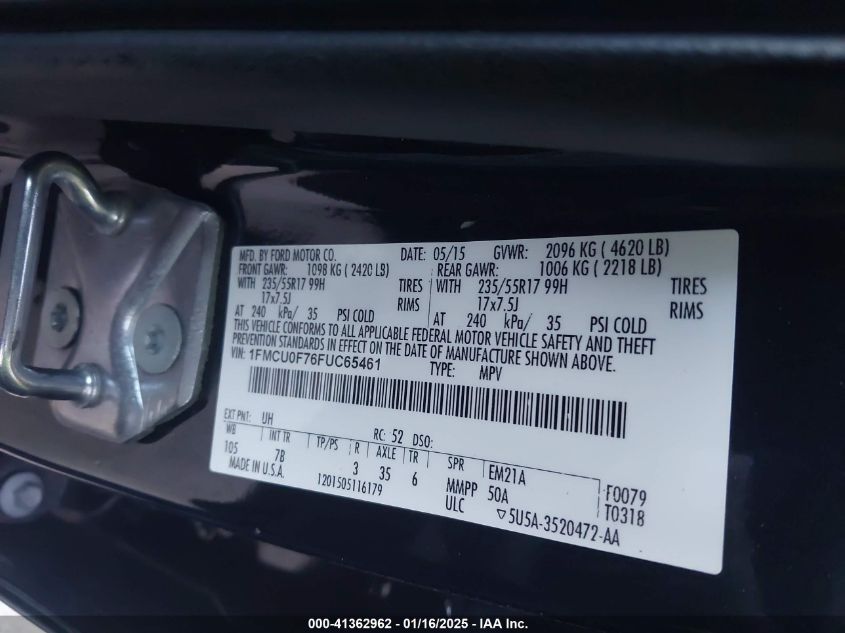 MFD. BY FORD MOTOR CO. DATE: 05/15 GVWR: 2096 KG ( 4620 LB)
FRONT GAWR: 1098 KG ( 2420 LB) REAR GAWR: 1006 KG ( 2218 LB)
WITH 235/55R17 99H TIRES WITH 235/55R17 99H TIRES
17x7.5J RIMS 17x7.5J RIMS
AT 240 kPa/ 35 PSI COLD AT 240 kPa/ 35 PSI COLD
THIS VEHICLE CONFORMS TO ALL APPLICABLE FEDERAL MOTOR VEHICLE SAFETY AND THEFT
PREVENTION STANDARDS IN EFFECT ON THE DATE OF MANUFACTURE SHOWN ABOVE.
VIN: 1FMCU0F76FUC65461 TYPE: MPV
EXT PNT: UH RC: 52 DSO:
WB INT TR TP/PS R AXLE TR SPR EM21A F0079
105 7B 3 35 6 MMPP 50A T0318
MADE IN U.S.A. 1201505116179 ULC ▽5U5A-3520472-AA
000-41362962 - 01/16/2025 - IAA Inc.